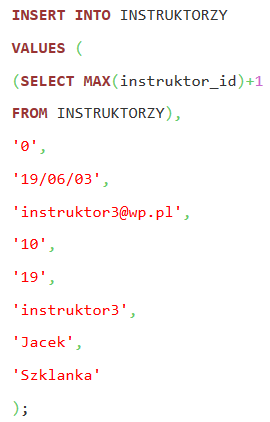 INSERT INTO INSTRUKTORZY
VALUES (
(SELECT MAX(instruktor_id)+1
FROM INSTRUKTORZY),
'0',
'19/06/03',
'instruktor3@wp.pl',
'10',
'19',
'instruktor3',
'Jacek',
'Szklanka'
);